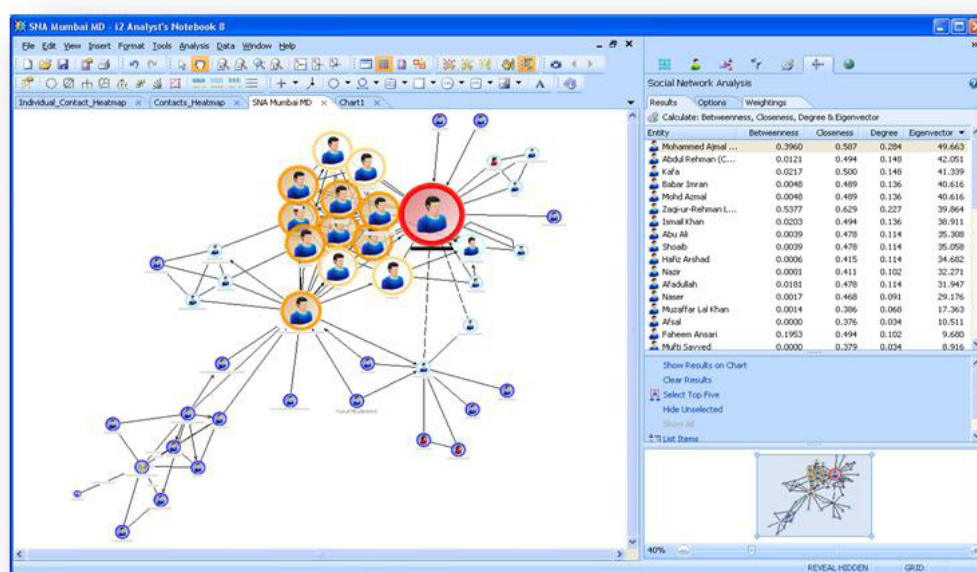 SNA Mumbai MD - i2 Analyst's Notebook 8
File Edit View Insert Format Tools Analysis Data Window Help
Individual_Contact_Heatmap Contacts_Heatmap SNA Mumbai MD Chart1
Social Network Analysis
Results Options Weightings
Calculate: Betweenness, Closeness, Degree & Eigenvector
Entity Betweenness Closeness Degree Eigenvector
Mohammed Ajmal ... 0.3960 0.587 0.284 49.663
Abdul Rehman (C... 0.0121 0.494 0.148 42.051
Kafa 0.0217 0.500 0.148 41.339
Babar Imran 0.0048 0.489 0.136 40.616
Mohd Azmal 0.0048 0.489 0.136 40.616
Zaqi-ur-Rehman L... 0.5377 0.629 0.227 39.864
Ismail Khan 0.0203 0.494 0.136 38.911
Abu Ali 0.0039 0.478 0.114 35.308
Shoaib 0.0039 0.478 0.114 35.058
Hafiz Arshad 0.0006 0.415 0.114 34.682
Nazir 0.0001 0.411 0.102 32.271
Afadullah 0.0181 0.478 0.114 31.947
Naser 0.0017 0.468 0.091 29.176
Muzaffar Lal Khan 0.0014 0.386 0.068 17.363
Afsal 0.0000 0.376 0.034 10.511
Faheem Ansari 0.1953 0.494 0.102 9.680
Mufti Sayyed 0.0000 0.379 0.034 8.916
Show Results on Chart
Clear Results
Select Top Five
Hide Unselected
Show All
List Items
40%
REVEAL HIDDEN GRID